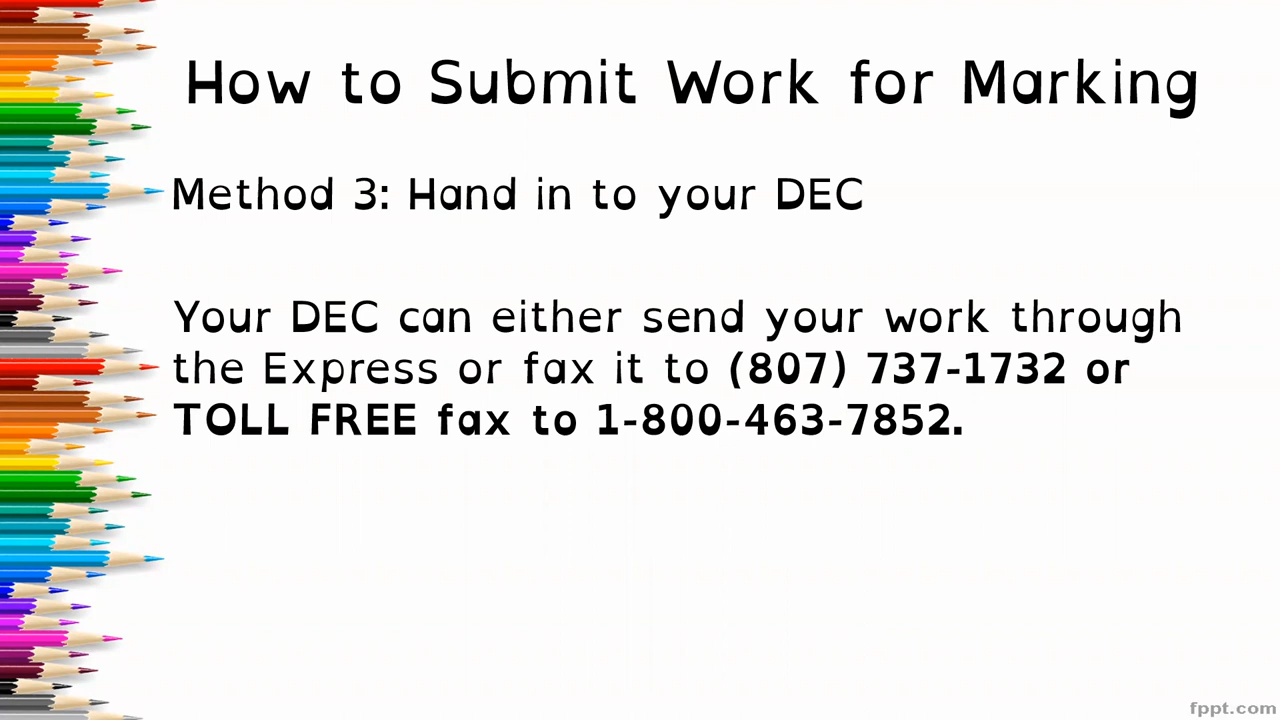 How to Submit Work for Marking
Method 3: Hand in to your DEC
Your DEC can either send your work through
the Express or fax it to (807) 737-1732 or
TOLL FREE fax to 1-800-463-7852.
fppt.com